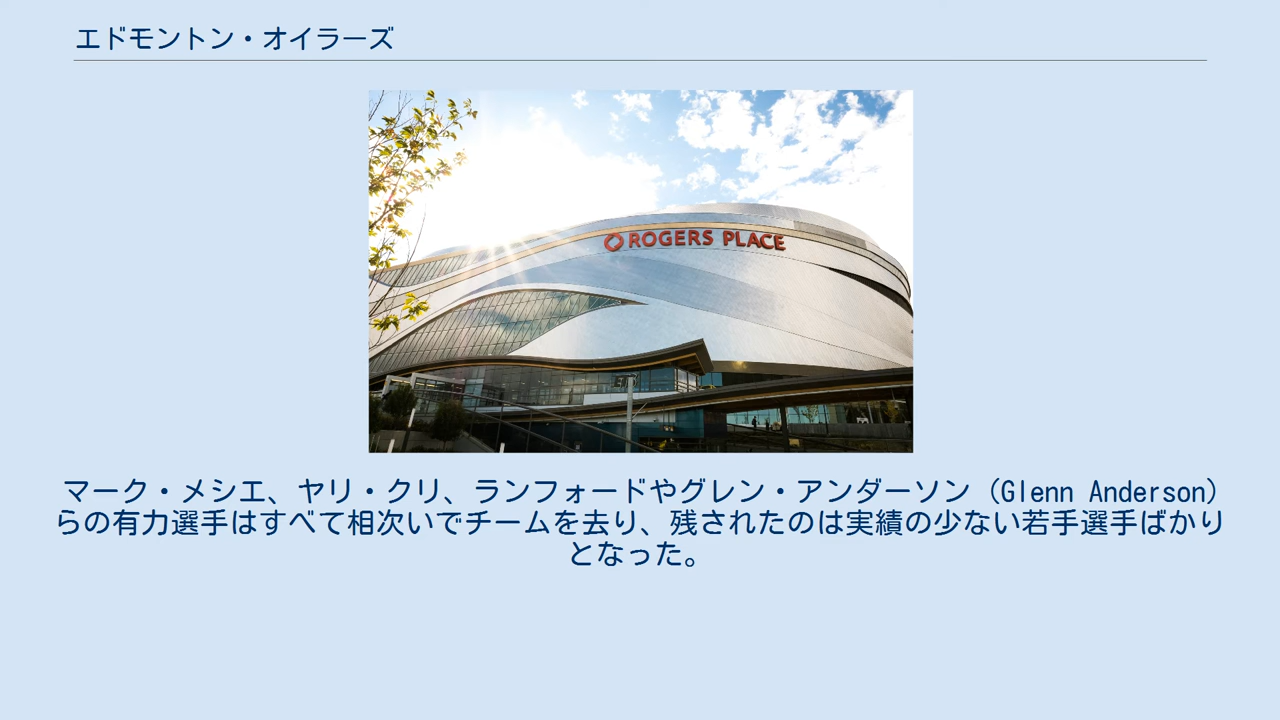 エドモントン・オイラーズ
ROGERS PLACE
マーク・メシエ、ヤリ・クリ、ランフォードやグレン・アンダーソン（Glenn Anderson）
らの有力選手はすべて相次いでチームを去り、残されたのは実績の少ない若手選手ばかり
となった。